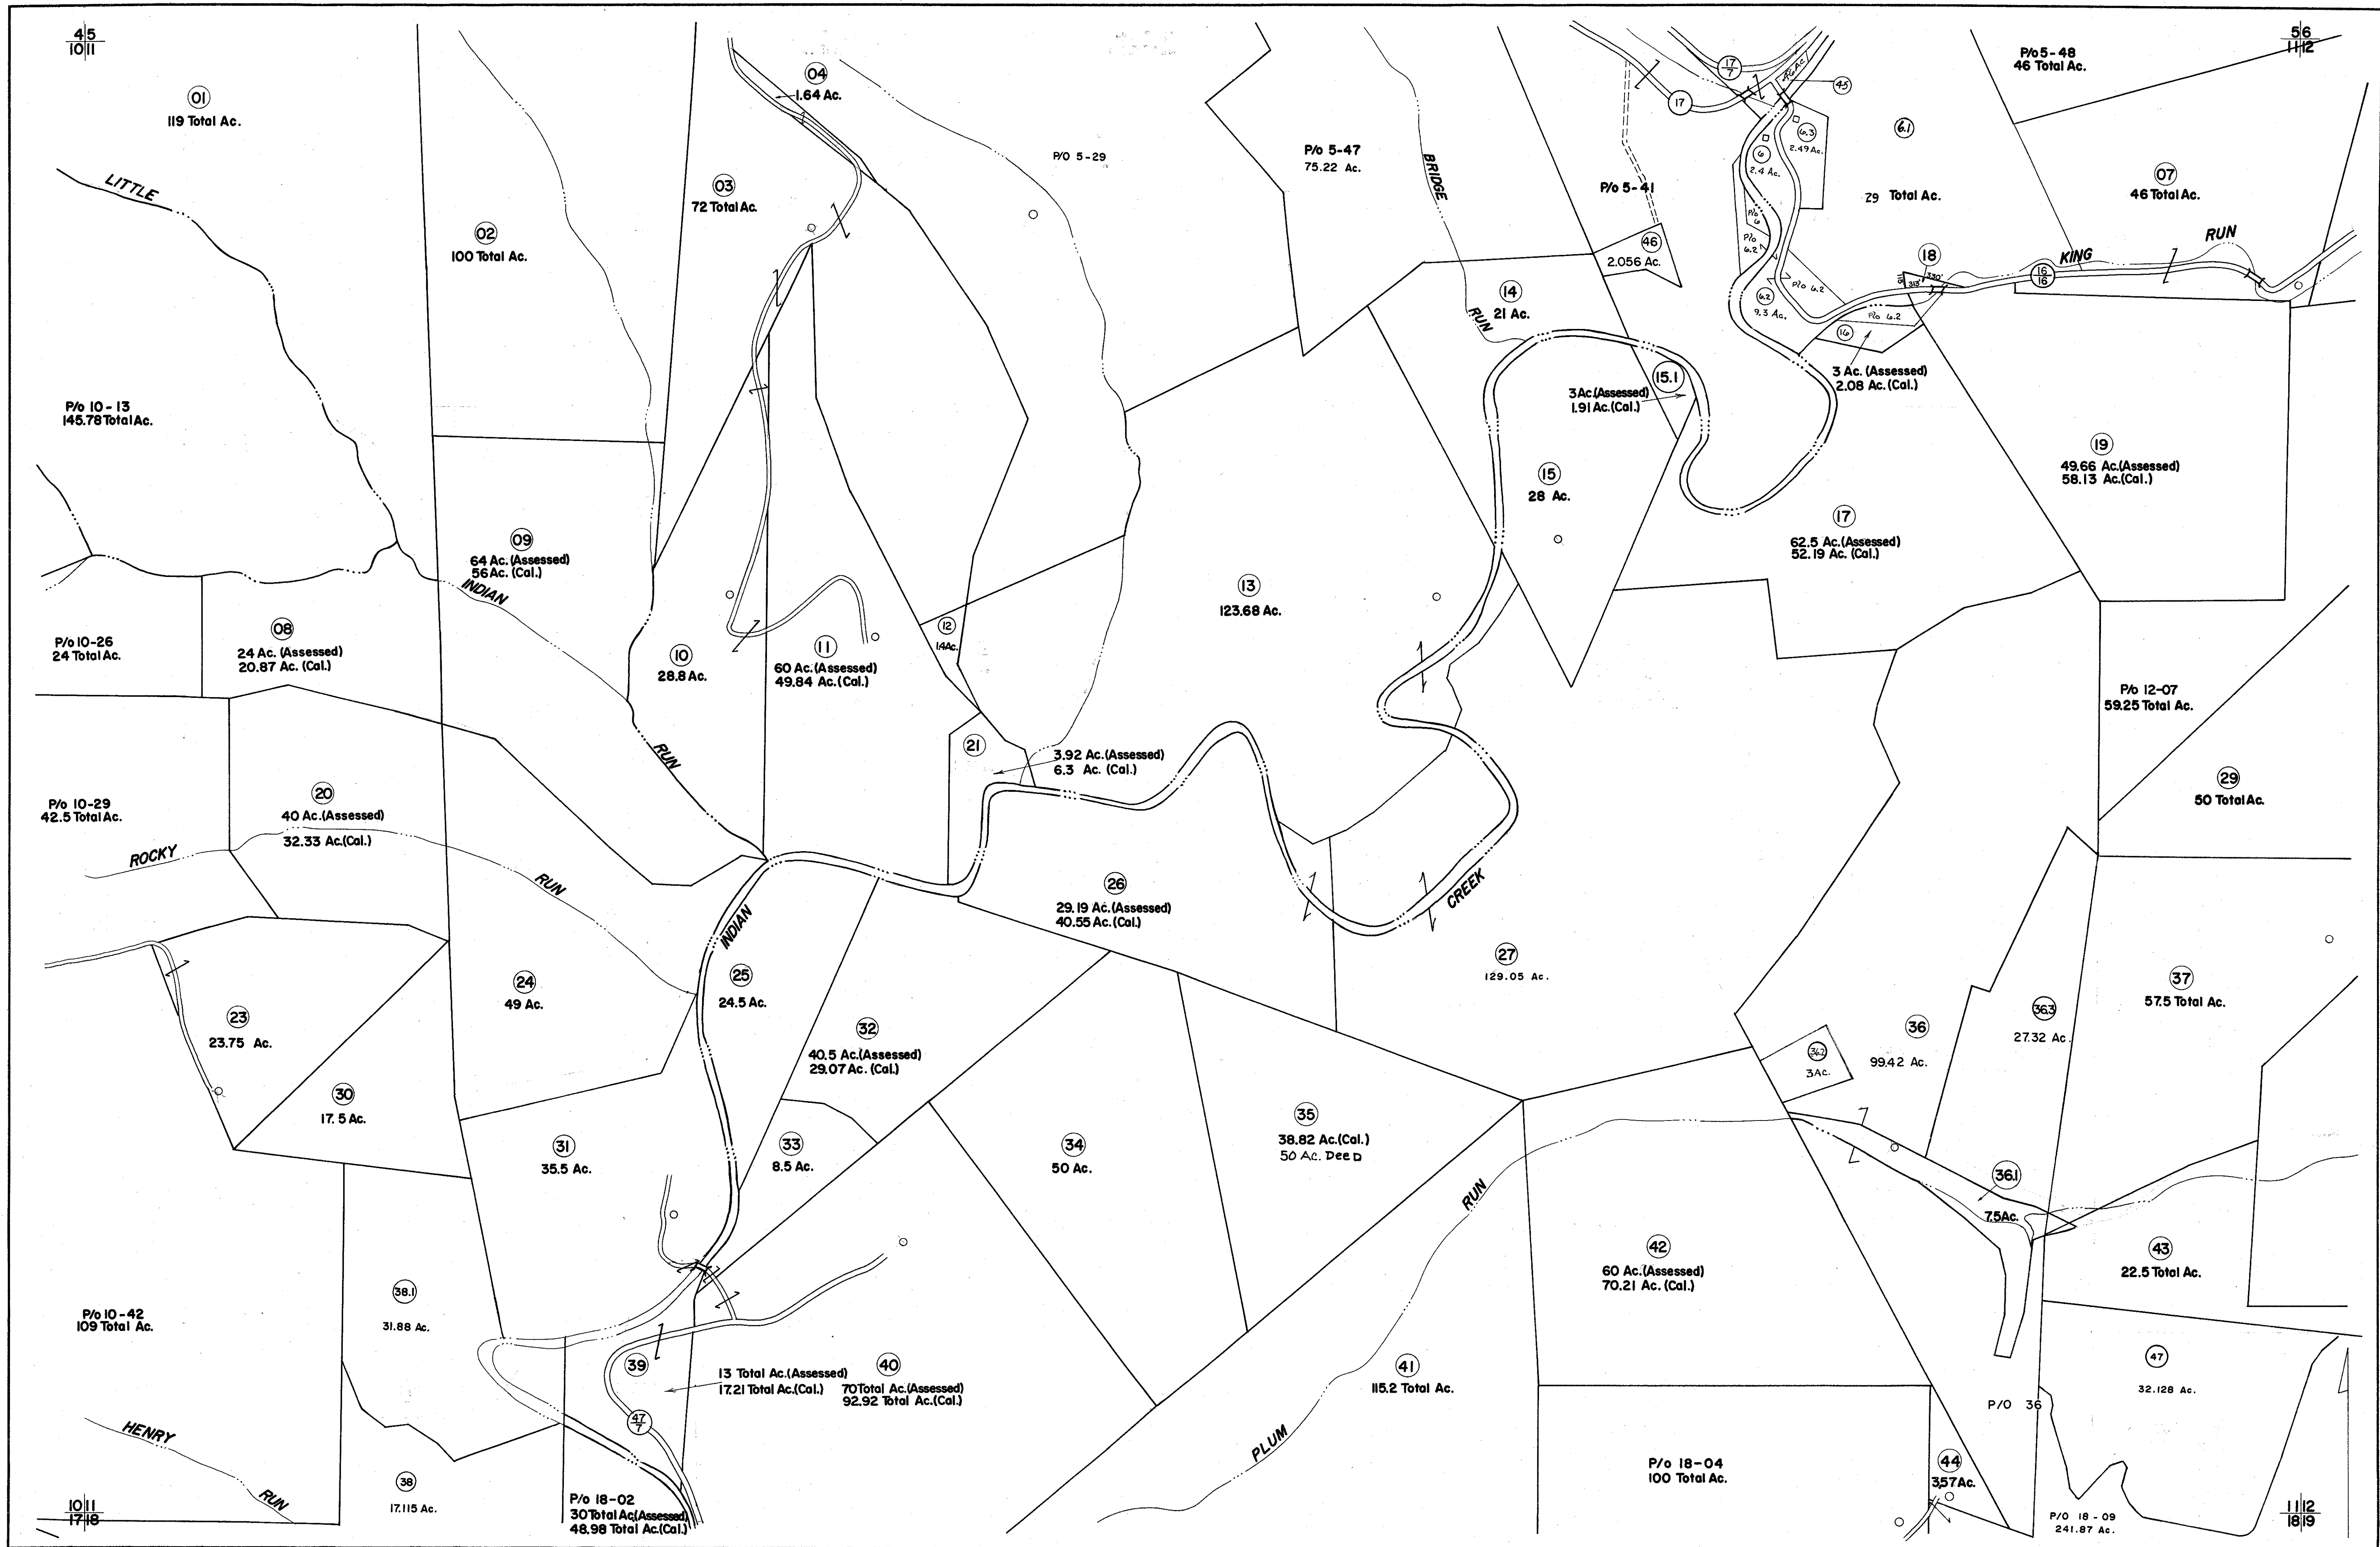 4|5
10|11
01
119 Total Ac.
LITTLE
02
100 Total Ac.
03
72 Total Ac.
04
1.64 Ac.
P/O 5-29
P/o 5-47
75.22 Ac.
BRIDGE
RUN
P/o 5-41
46
2.056 Ac.
17
7
17
.46 Ac
45
6.3
2.49 Ac.
6
2.4 Ac.
P/o
6
P/o
6.2
P/o 6.2
6.2
9.3 Ac.
P/o 6.2
16
6.1
79 Total Ac.
P/o 5-48
46 Total Ac.
5|6
11|12
07
46 Total Ac.
18
330'
315'
KING
RUN
16
16
3 Ac. (Assessed)
2.08 Ac. (Cal.)
14
21 Ac.
15.1
3 Ac.(Assessed)
1.91 Ac.(Cal.)
P/o 10-13
145.78 Total Ac.
19
49.66 Ac.(Assessed)
58.13 Ac.(Cal.)
15
28 Ac.
17
62.5 Ac.(Assessed)
52.19 Ac. (Cal.)
09
64 Ac.(Assessed)
56 Ac. (Cal.)
INDIAN
RUN
13
123.68 Ac.
P/o 10-26
24 Total Ac.
08
24 Ac. (Assessed)
20.87 Ac. (Cal.)
10
28.8 Ac.
11
60 Ac.(Assessed)
49.84 Ac.(Cal.)
12
1.4 Ac.
P/o 12-07
59.25 Total Ac.
21
3.92 Ac.(Assessed)
6.3 Ac. (Cal.)
29
50 Total Ac.
P/o 10-29
42.5 Total Ac.
20
40 Ac.(Assessed)
32.33 Ac.(Cal.)
ROCKY
RUN
INDIAN
CREEK
26
29.19 Ac.(Assessed)
40.55 Ac.(Cal.)
27
129.05 Ac.
23
23.75 Ac.
24
49 Ac.
25
24.5 Ac.
32
40.5 Ac.(Assessed)
29.07 Ac. (Cal.)
36.2
3 Ac.
36
99.42 Ac.
36.3
27.32 Ac.
37
57.5 Total Ac.
30
17.5 Ac.
31
35.5 Ac.
33
8.5 Ac.
34
50 Ac.
35
38.82 Ac.(Cal.)
50 Ac. DeeD
RUN
PLUM
36.1
7.5 Ac.
42
60 Ac.(Assessed)
70.21 Ac. (Cal.)
43
22.5 Total Ac.
P/o 10-42
109 Total Ac.
38.1
31.88 Ac.
39
13 Total Ac.(Assessed)
17.21 Total Ac.(Cal.)
40
70 Total Ac.(Assessed)
92.92 Total Ac.(Cal.)
41
115.2 Total Ac.
47
32.128 Ac.
P/O 36
47
7
HENRY
RUN
38
17.115 Ac.
P/o 18-02
30 Total Ac.(Assessed)
48.98 Total Ac.(Cal.)
P/o 18-04
100 Total Ac.
44
3.57 Ac.
P/O 18-09
241.87 Ac.
10|11
17|18
11|12
18|19